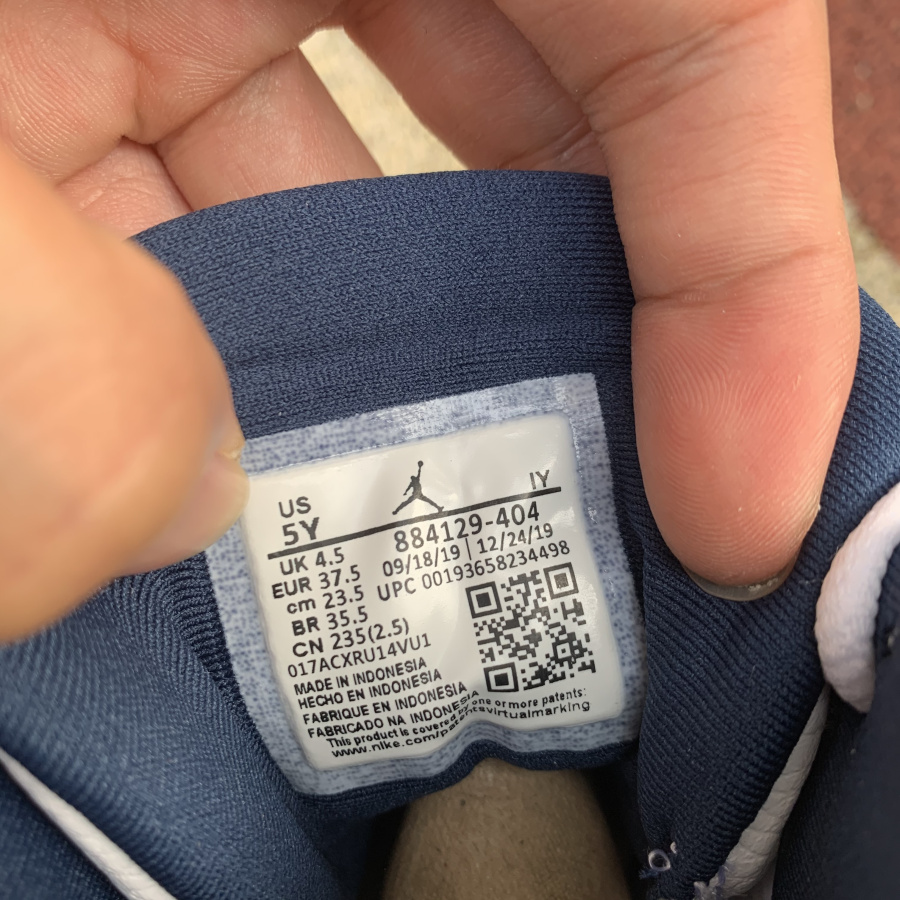 US
5Y
IY
884129-404
09/18/19 | 12/24/19
UPC 00193658234498
UK 4.5
EUR 37.5
cm 23.5
BR 35.5
CN 235(2.5)
017ACXRU14VU1
MADE IN INDONESIA
HECHO EN INDONESIA
FABRIQUE EN INDONESIA
FABRICADO NA INDONESIA
This product is covered by one or more patents:
www.nike.com/patentsvirtualmarking